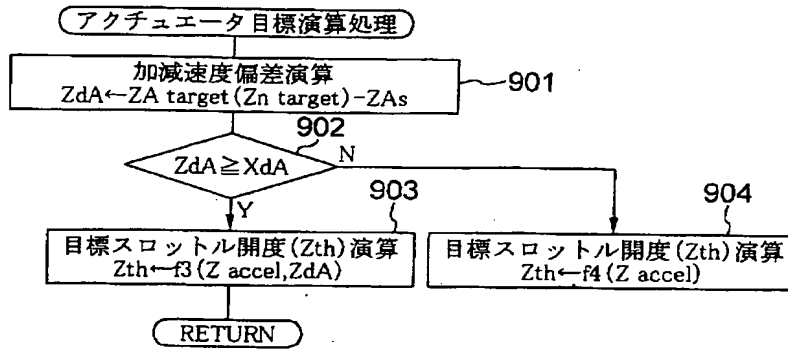 アクチュエータ目標演算処理
加減速度偏差演算
ZdA←ZA target(Zn target)-ZAs
901
902
ZdA≧XdA
N
Y
903
904
目標スロットル開度(Zth)演算
Zth←f3(Z accel,ZdA)
目標スロットル開度(Zth)演算
Zth←f4(Z accel)
RETURN